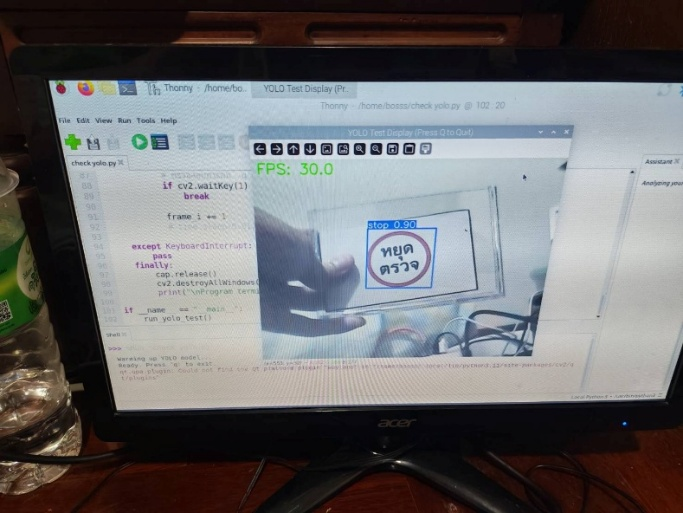 Thonny - /home/bo..
YOLO Test Display (Pr..
Thonny - /home/bosss/check yolo.py @ 102 : 20
File Edit View Run Tools Help
YOLO Test Display (Press Q to Quit)
check yolo.py
Assistant
FPS: 30.0
Analyzing your
88
if cv2.waitKey(1)
89
break
90
91
frame_i += 1
stop 0.90
หยุด
ตรวจ
except KeyboardInterrupt:
pass
finally:
cap.release()
cv2.destroyAllWindows(
print("\nProgram termi
if __name__ == "__main__":
run_yolo_test()
Shell
Warming up YOLO model...
Ready. Press 'q' to exit
acer